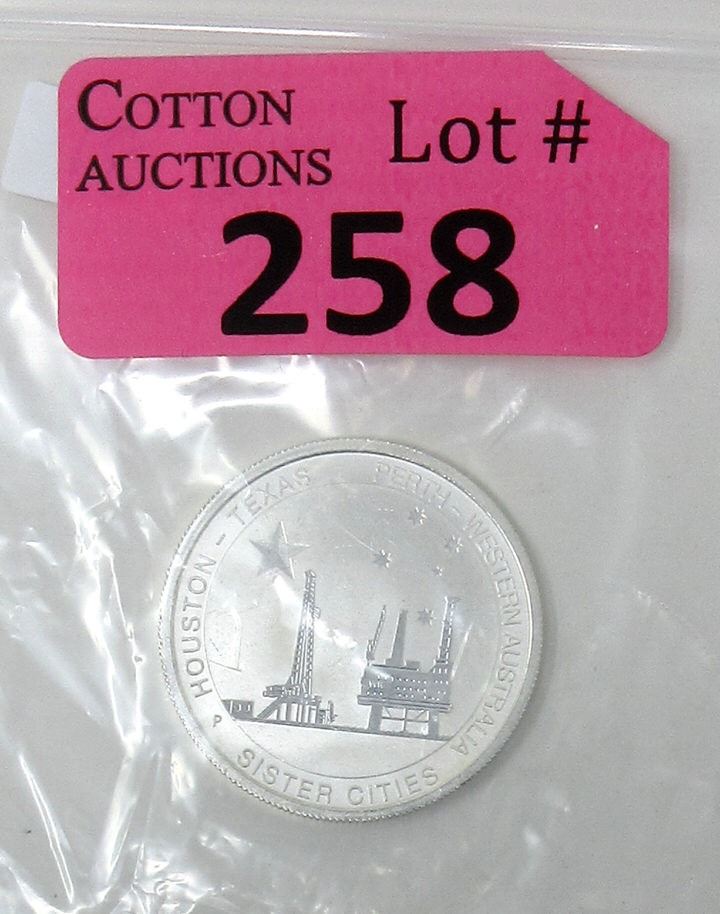 COTTON
AUCTIONS
Lot #
258
HOUSTON - TEXAS
PERTH - WESTERN AUSTRALIA
P
SISTER CITIES